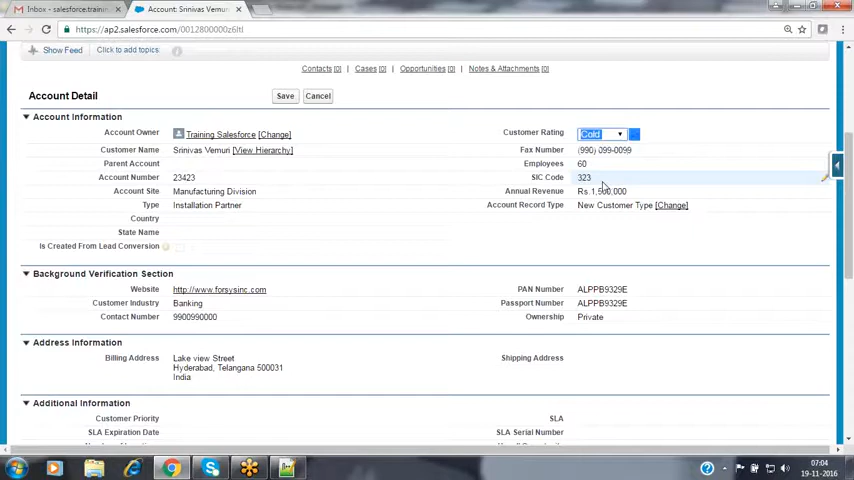 Inbox - salesforce.trainin
Account: Srinivas Vemuri
https://ap2.salesforce.com/0012800000z6ltl
Show Feed Click to add topics
Contacts [0] | Cases [0] | Opportunities [0] | Notes & Attachments [0]
Account Detail Save Cancel
Account Information
Account Owner Training Salesforce [Change] Customer Rating Cold
Customer Name Srinivas Vemuri [View Hierarchy] Fax Number (990) 099-0099
Parent Account Employees 60
Account Number 23423 SIC Code 323
Account Site Manufacturing Division Annual Revenue Rs.1,500,000
Type Installation Partner Account Record Type New Customer Type [Change]
Country
State Name
Is Created From Lead Conversion
Background Verification Section
Website http://www.forsysinc.com PAN Number ALPPB9329E
Customer Industry Banking Passport Number ALPPB9329E
Contact Number 9900990000 Ownership Private
Address Information
Billing Address Lake view Street Shipping Address
Hyderabad, Telangana 500031
India
Additional Information
Customer Priority SLA
SLA Expiration Date SLA Serial Number
07:04
19-11-2016